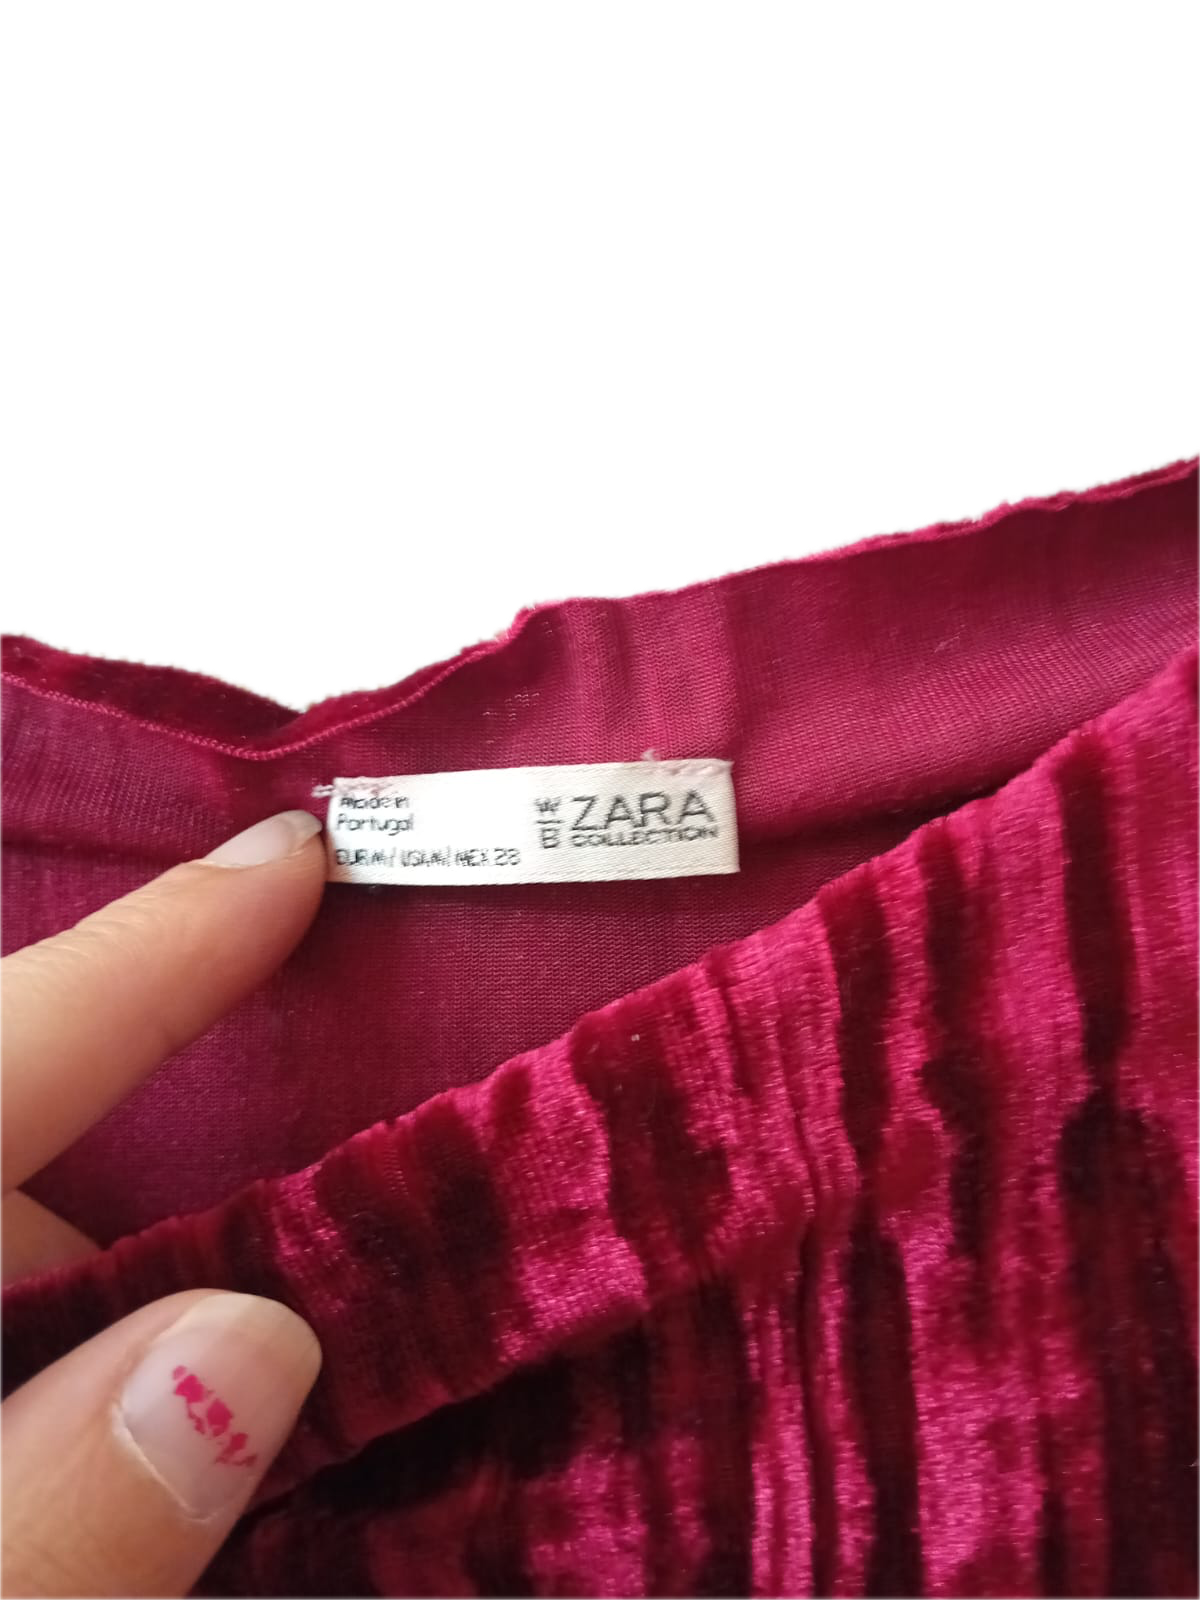 Made in
Portugal
EUR M / USA M / MEX 28
W
B
ZARA
COLLECTION